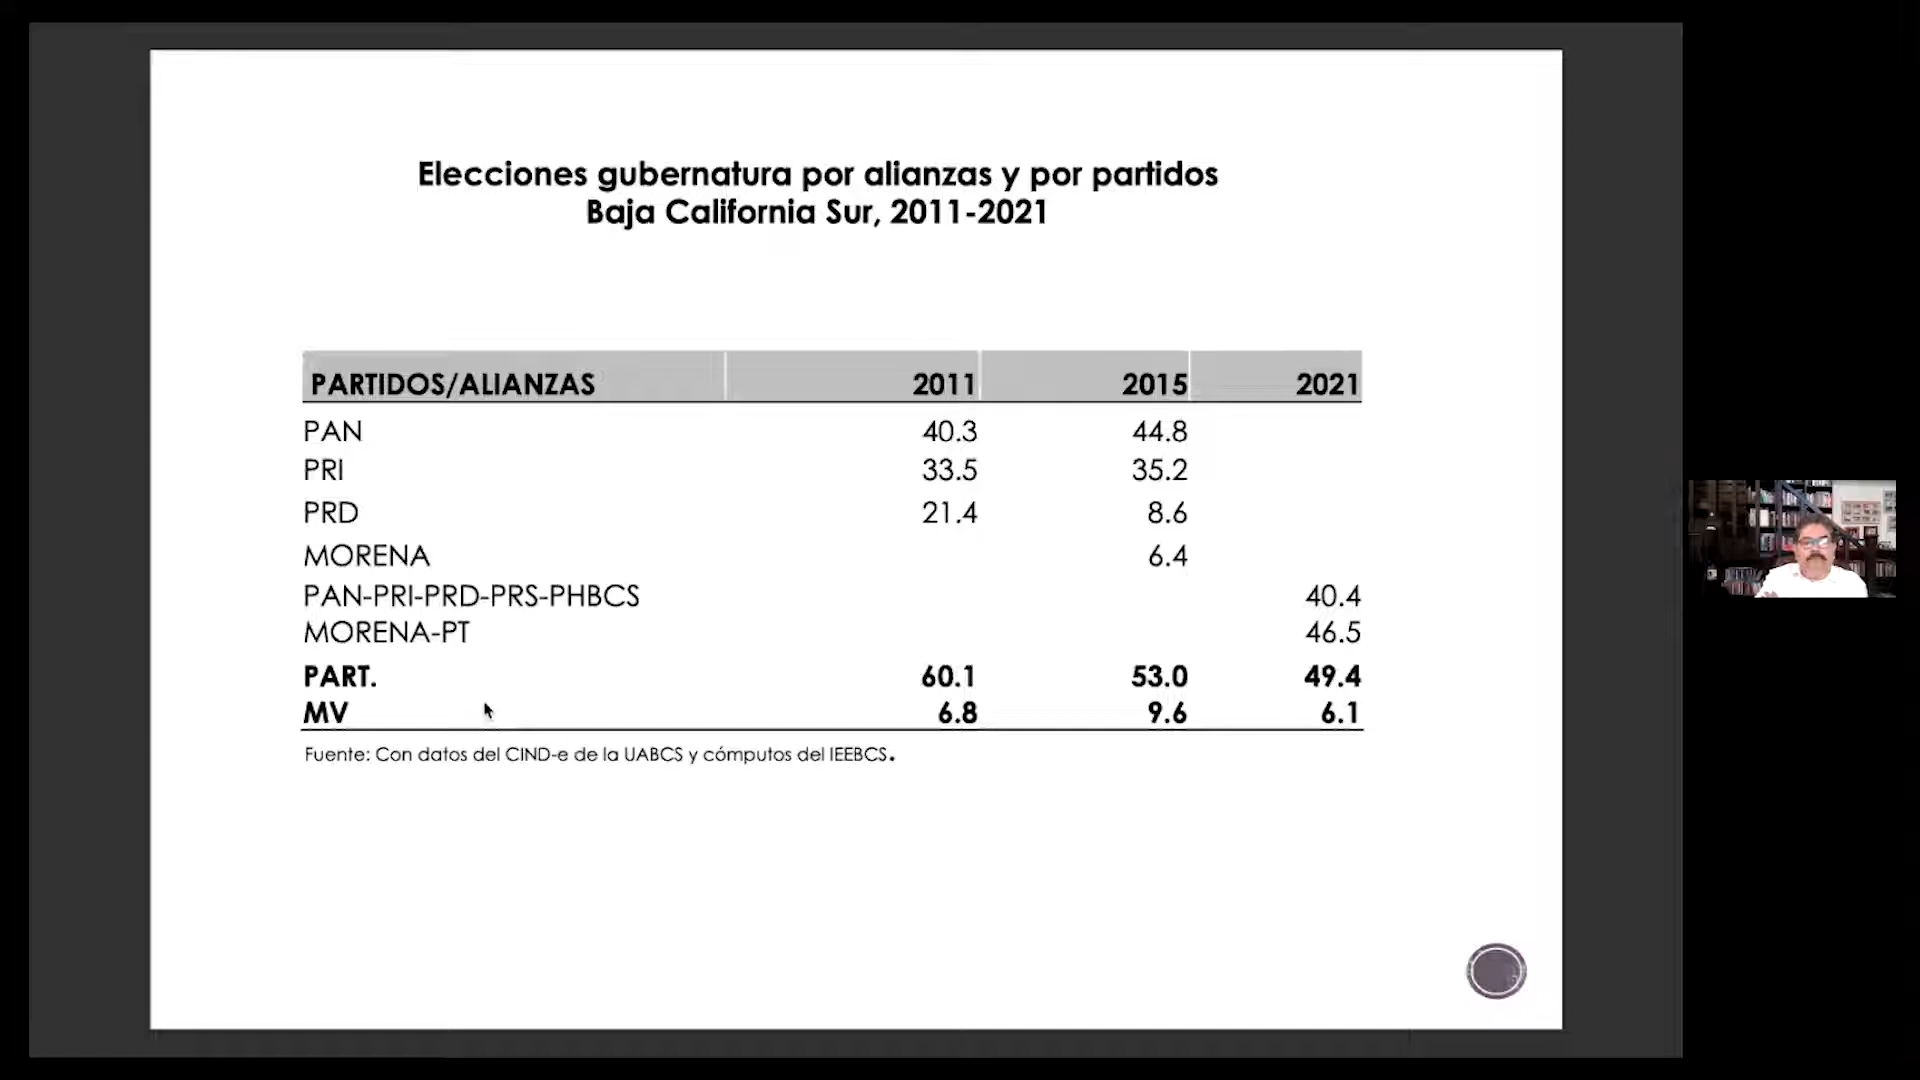 Elecciones gubernatura por alianzas y por partidos
Baja California Sur, 2011-2021
PARTIDOS/ALIANZAS 2011 2015 2021
PAN 40.3 44.8
PRI 33.5 35.2
PRD 21.4 8.6
MORENA 6.4
PAN-PRI-PRD-PRS-PHBCS 40.4
MORENA-PT 46.5
PART. 60.1 53.0 49.4
MV 6.8 9.6 6.1
Fuente: Con datos del CIND-e de la UABCS y cómputos del IEEBCS.